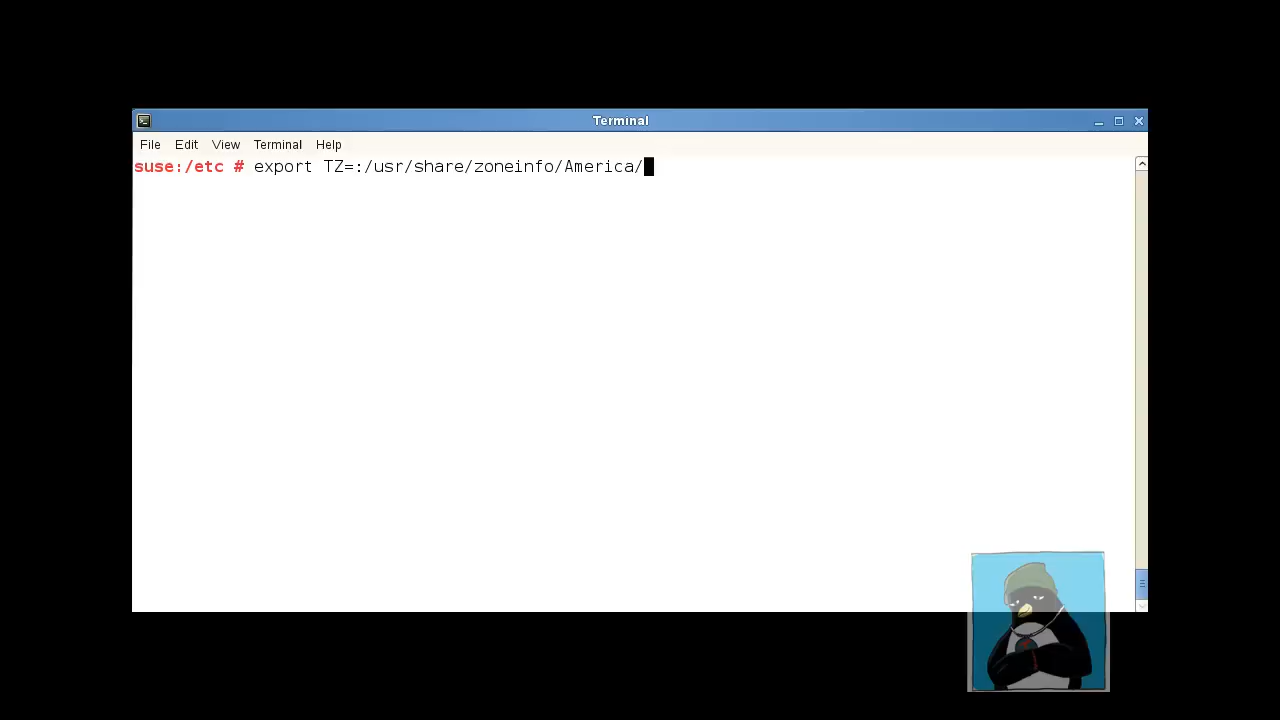 Terminal
File Edit View Terminal Help
suse:/etc # export TZ=:/usr/share/zoneinfo/America/